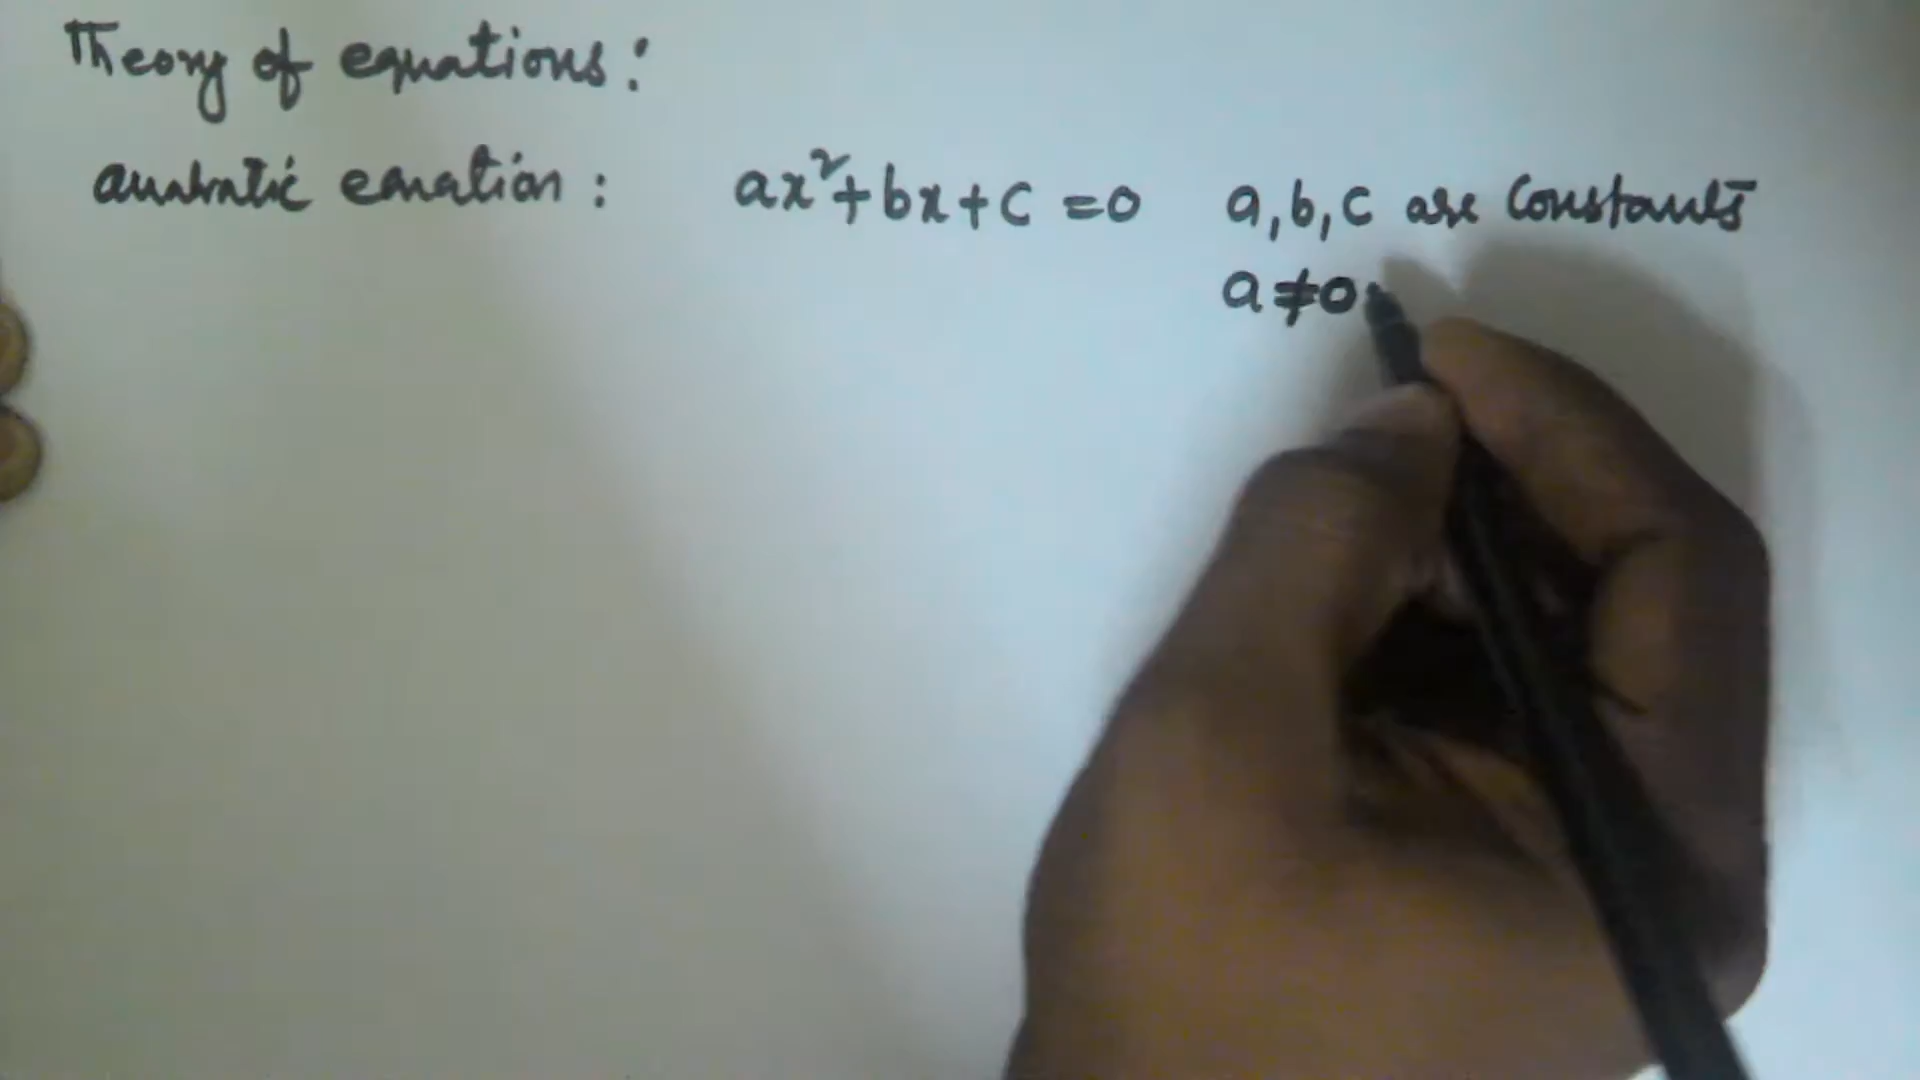 Theory of equations:
Quadratic equation: ax²+bx+c =0 a,b,c are constants
a≠0